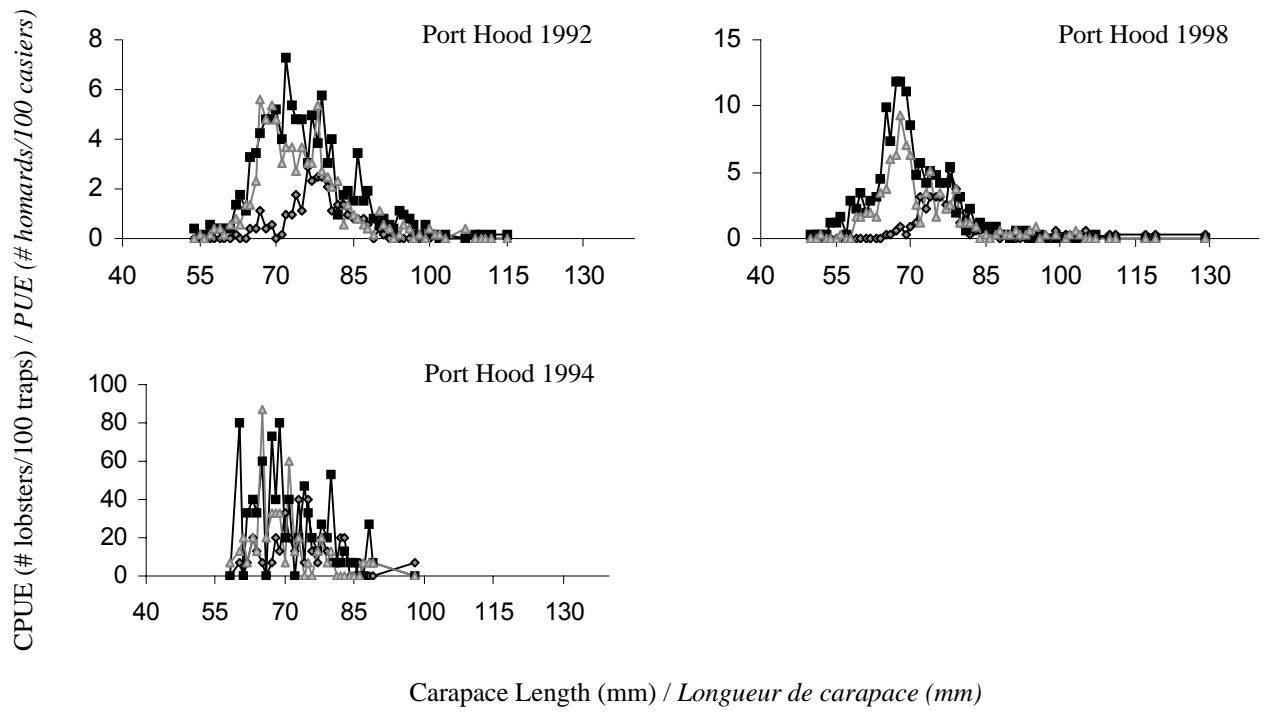 CPUE (# lobsters/100 traps) / PUE (# homards/100 casiers)
Port Hood 1992
8
6
4
2
0
40 55 70 85 100 115 130
Port Hood 1998
15
10
5
0
40 55 70 85 100 115 130
Port Hood 1994
100
80
60
40
20
0
40 55 70 85 100 115 130
Carapace Length (mm) / Longueur de carapace (mm)